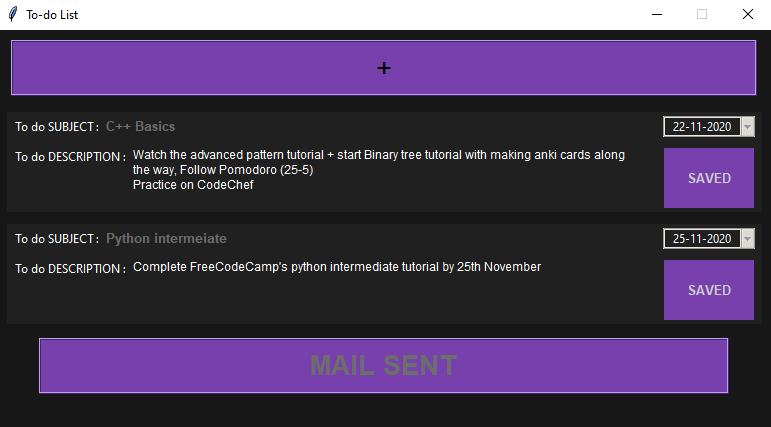 To-do List
+
To do SUBJECT : C++ Basics 22-11-2020
To do DESCRIPTION : Watch the advanced pattern tutorial + start Binary tree tutorial with making anki cards along
the way, Follow Pomodoro (25-5)
Practice on CodeChef
SAVED
To do SUBJECT : Python intermeiate 25-11-2020
To do DESCRIPTION : Complete FreeCodeCamp's python intermediate tutorial by 25th November
SAVED
MAIL SENT